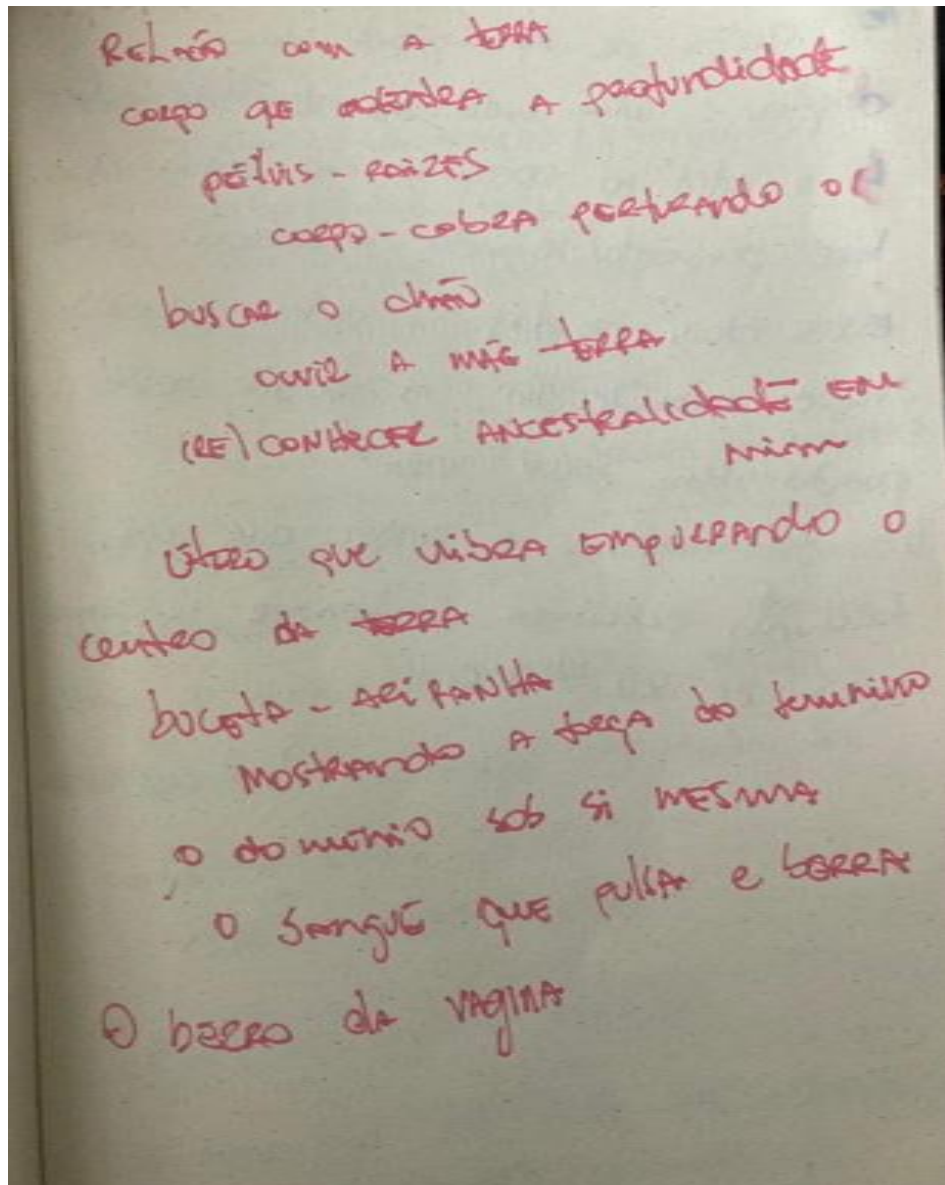 Relação com a terra
corpo que adentra a profundidade
pélvis - raízes
corpo - cobra perfurando o
buscar o chão
ouvir a mãe terra
(RE)CONHECER ANCESTRALIDADE EM
mim
útero que vibra empurrando o
centro da terra
buceta - ariranha
mostrando a força do feminino
o domínio sob si mesma
o sangue que pulsa e berra
O berro da vagina